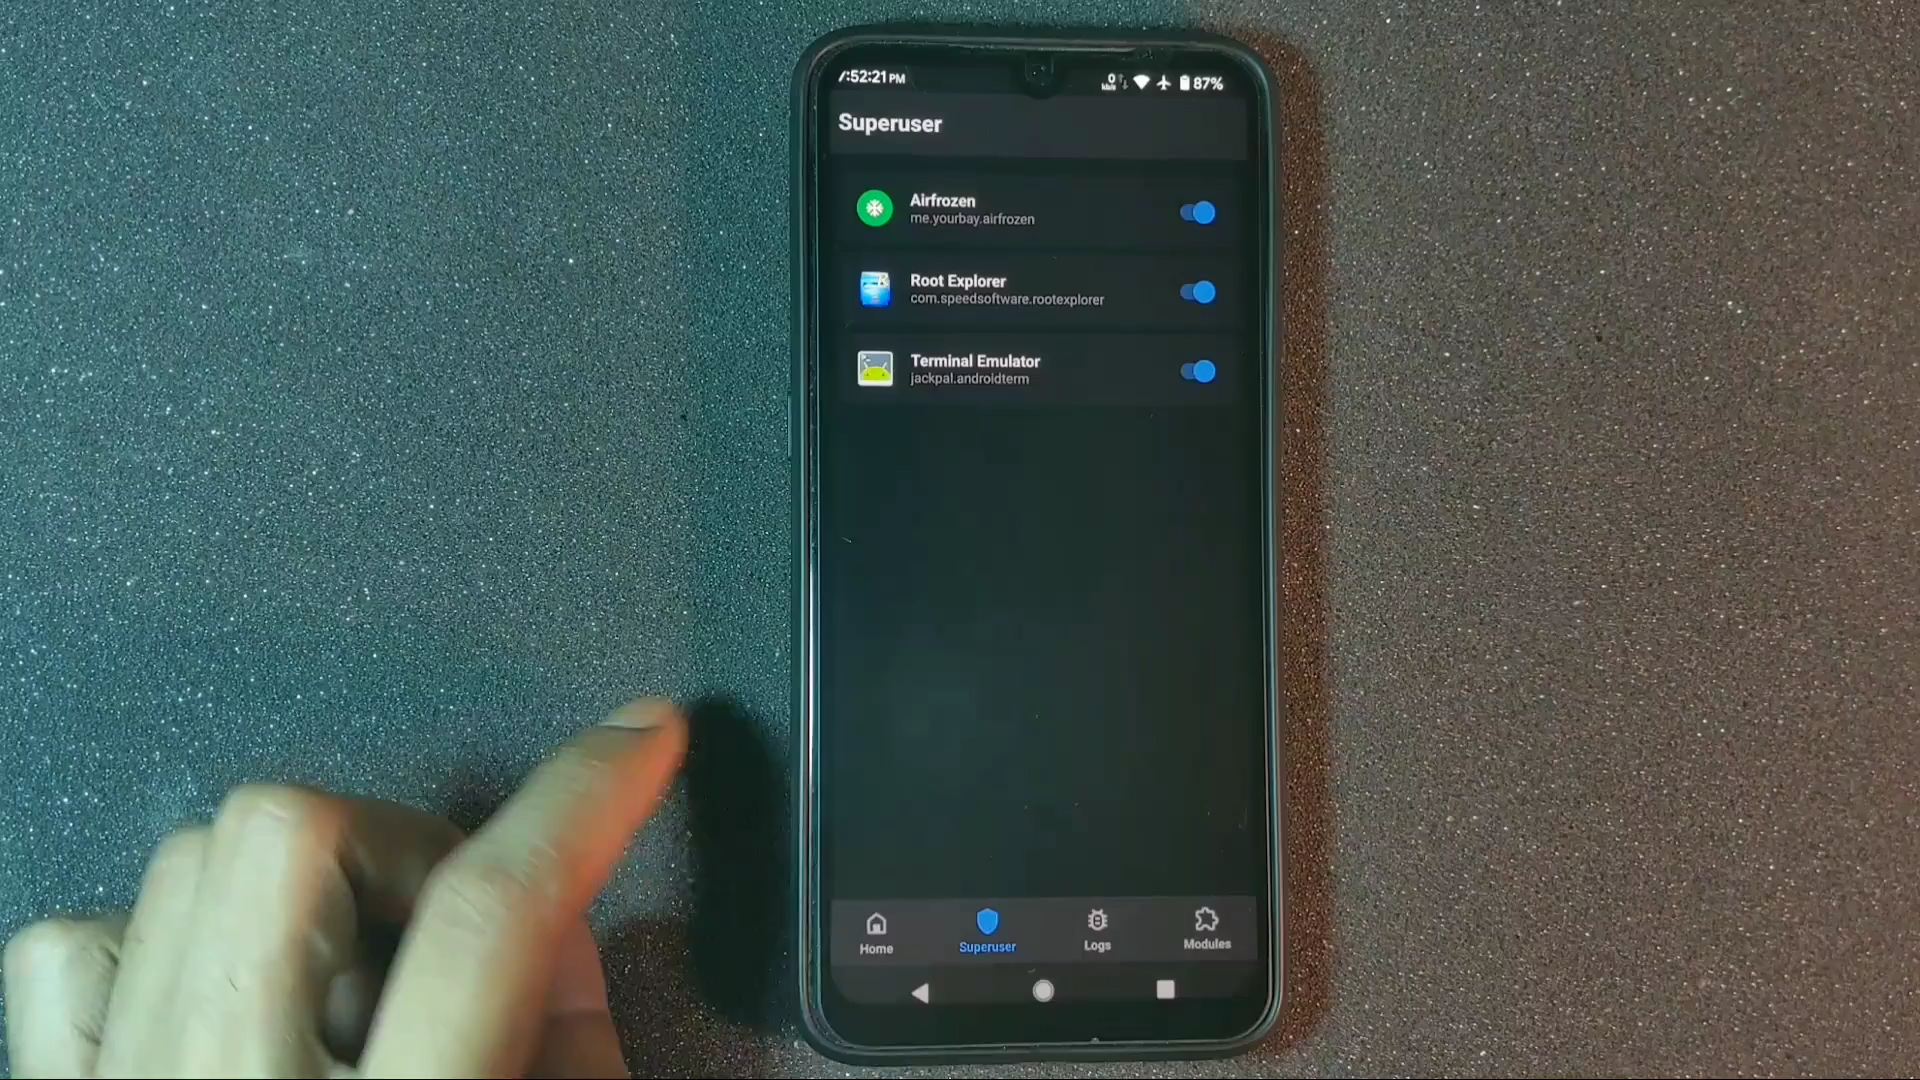 :52:21 PM
87%
Superuser
Airfrozen
me.yourbay.airfrozen
Root Explorer
com.speedsoftware.rootexplorer
Terminal Emulator
jackpal.androidterm
Home
Superuser
Logs
Modules